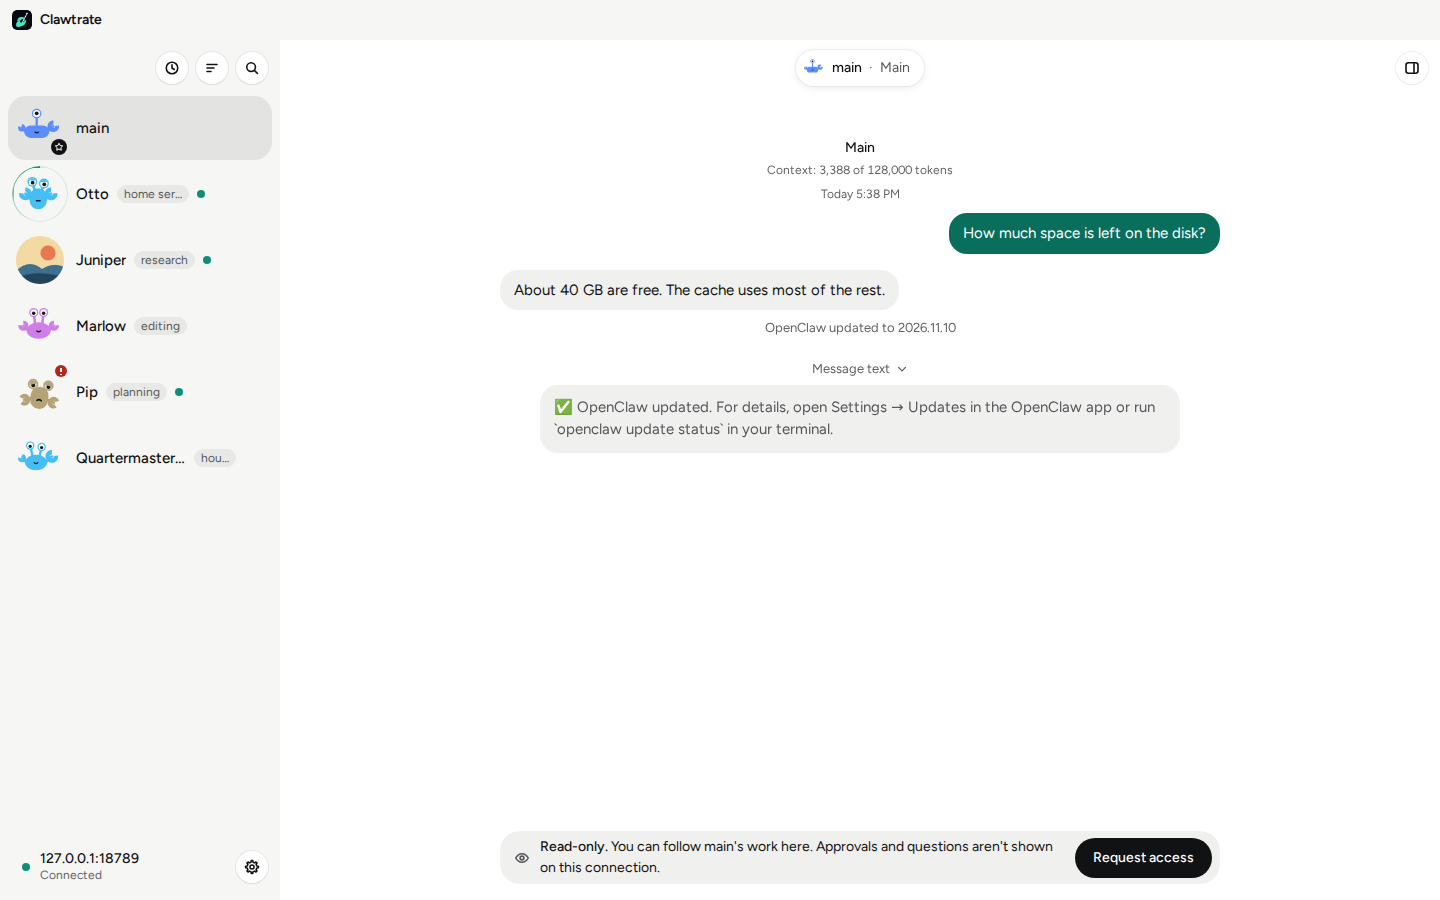 Clawtrate
main · Main
main
Otto home ser...
Juniper research
Marlow editing
Pip planning
Quartermaster... hou...
Main
Context: 3,388 of 128,000 tokens
Today 5:38 PM
How much space is left on the disk?
About 40 GB are free. The cache uses most of the rest.
OpenClaw updated to 2026.11.10
Message text
✅ OpenClaw updated. For details, open Settings → Updates in the OpenClaw app or run
`openclaw update status` in your terminal.
Read-only. You can follow main's work here. Approvals and questions aren't shown
on this connection.
Request access
127.0.0.1:18789
Connected